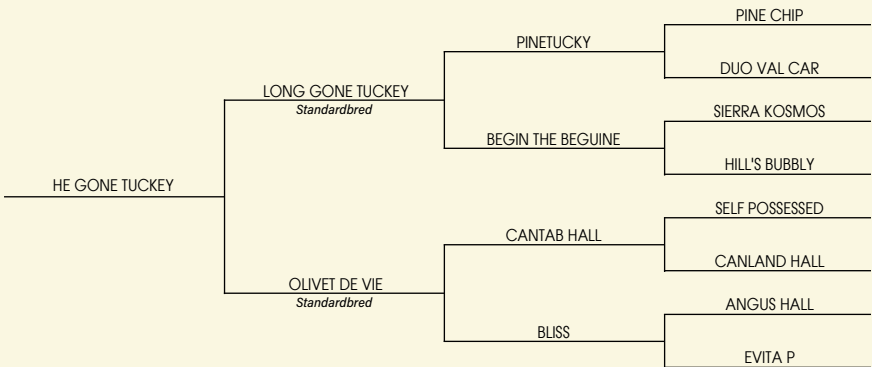 PINE CHIP
PINETUCKY
DUO VAL CAR
LONG GONE TUCKEY
Standardbred
SIERRA KOSMOS
BEGIN THE BEGUINE
HILL'S BUBBLY
HE GONE TUCKEY
SELF POSSESSED
CANTAB HALL
CANLAND HALL
OLIVET DE VIE
Standardbred
ANGUS HALL
BLISS
EVITA P